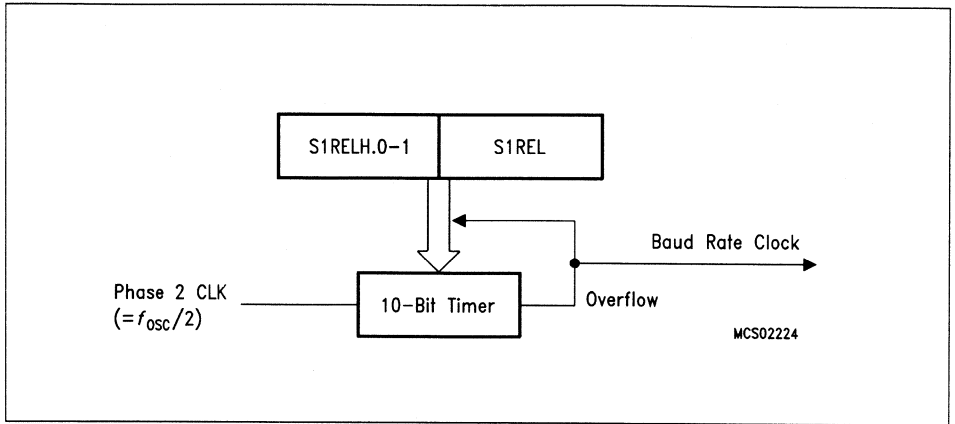 S1RELH.0-1 S1REL
Baud Rate Clock
Phase 2 CLK
(=fOSC/2)
10-Bit Timer
Overflow
MCS02224